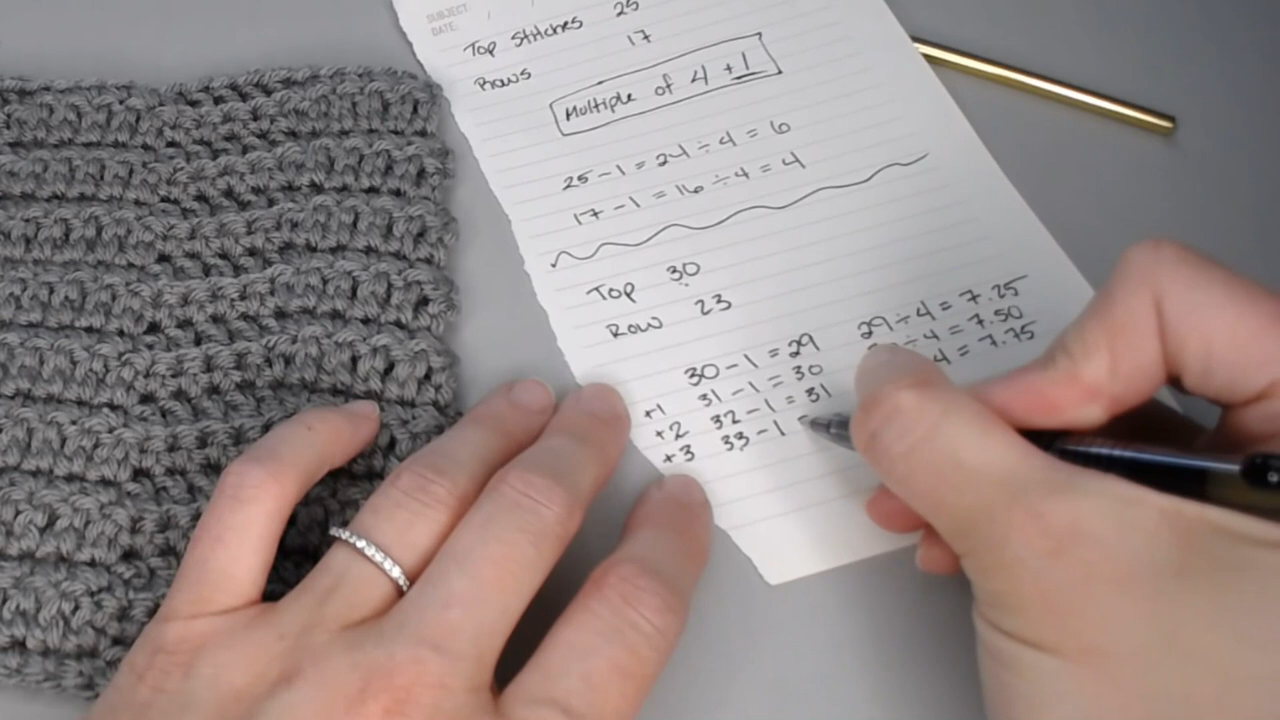 SUBJECT: / /
DATE:
Top Stitches 25
Rows 17
Multiple of 4 +1
25 - 1 = 24 ÷ 4 = 6
17 - 1 = 16 ÷ 4 = 4
Top 30
Row 23
30 - 1 = 29 29 ÷ 4 = 7.25
+1 31 - 1 = 30 ÷ 4 = 7.50
+2 32 - 1 = 31 4 = 7.75
+3 33 - 1